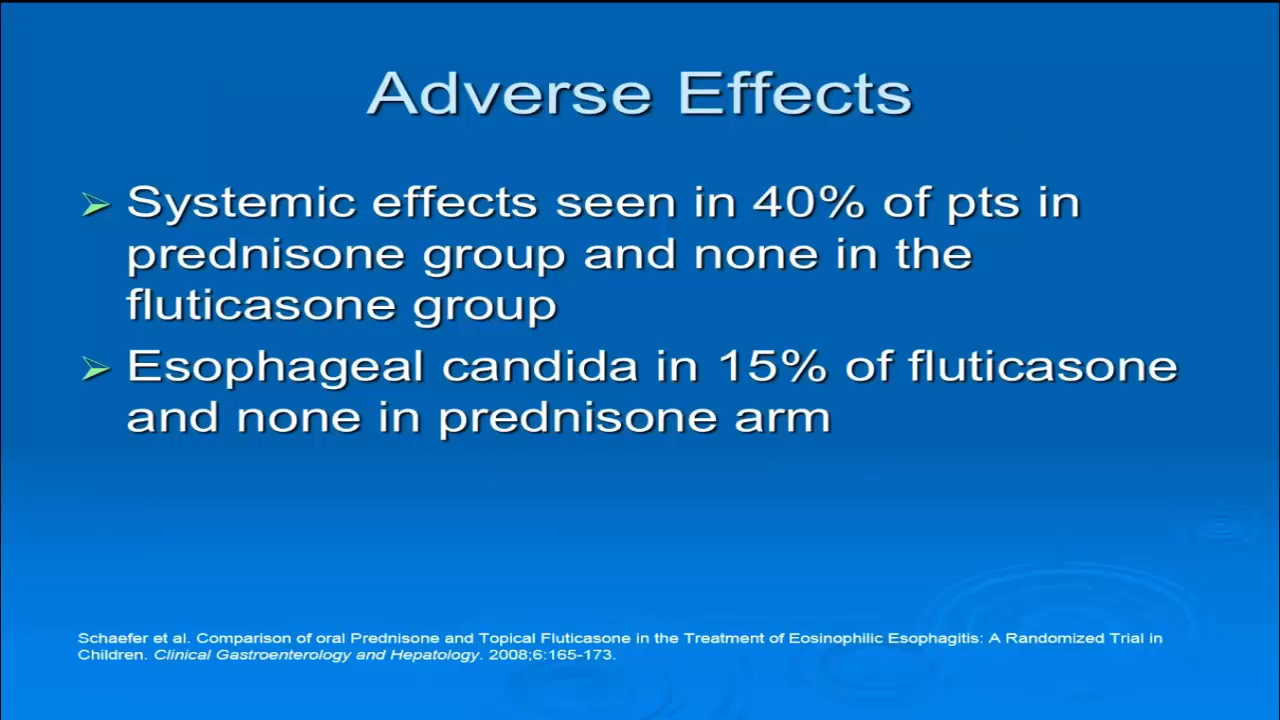 Adverse Effects
Systemic effects seen in 40% of pts in
prednisone group and none in the
fluticasone group
Esophageal candida in 15% of fluticasone
and none in prednisone arm
Schaefer et al. Comparison of oral Prednisone and Topical Fluticasone in the Treatment of Eosinophilic Esophagitis: A Randomized Trial in
Children. Clinical Gastroenterology and Hepatology. 2008;6:165-173.